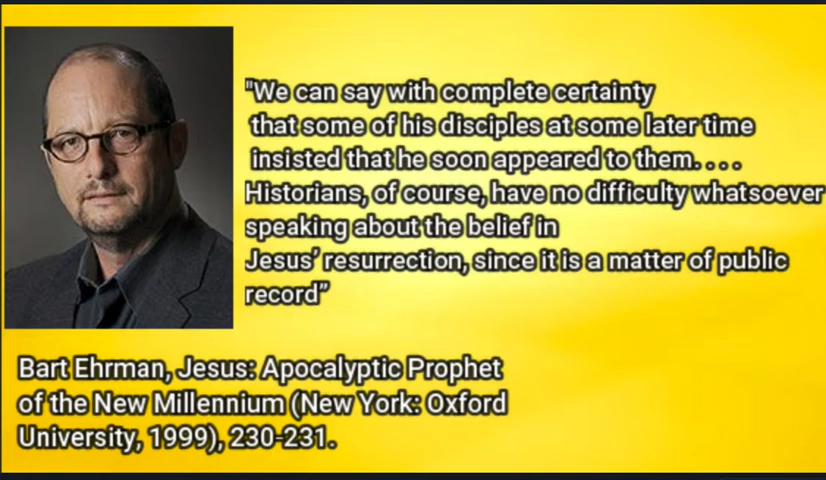 "We can say with complete certainty
that some of his disciples at some later time
insisted that he soon appeared to them. . . .
Historians, of course, have no difficulty whatsoever
speaking about the belief in
Jesus’ resurrection, since it is a matter of public
record”
Bart Ehrman, Jesus: Apocalyptic Prophet
of the New Millennium (New York: Oxford
University, 1999), 230-231.